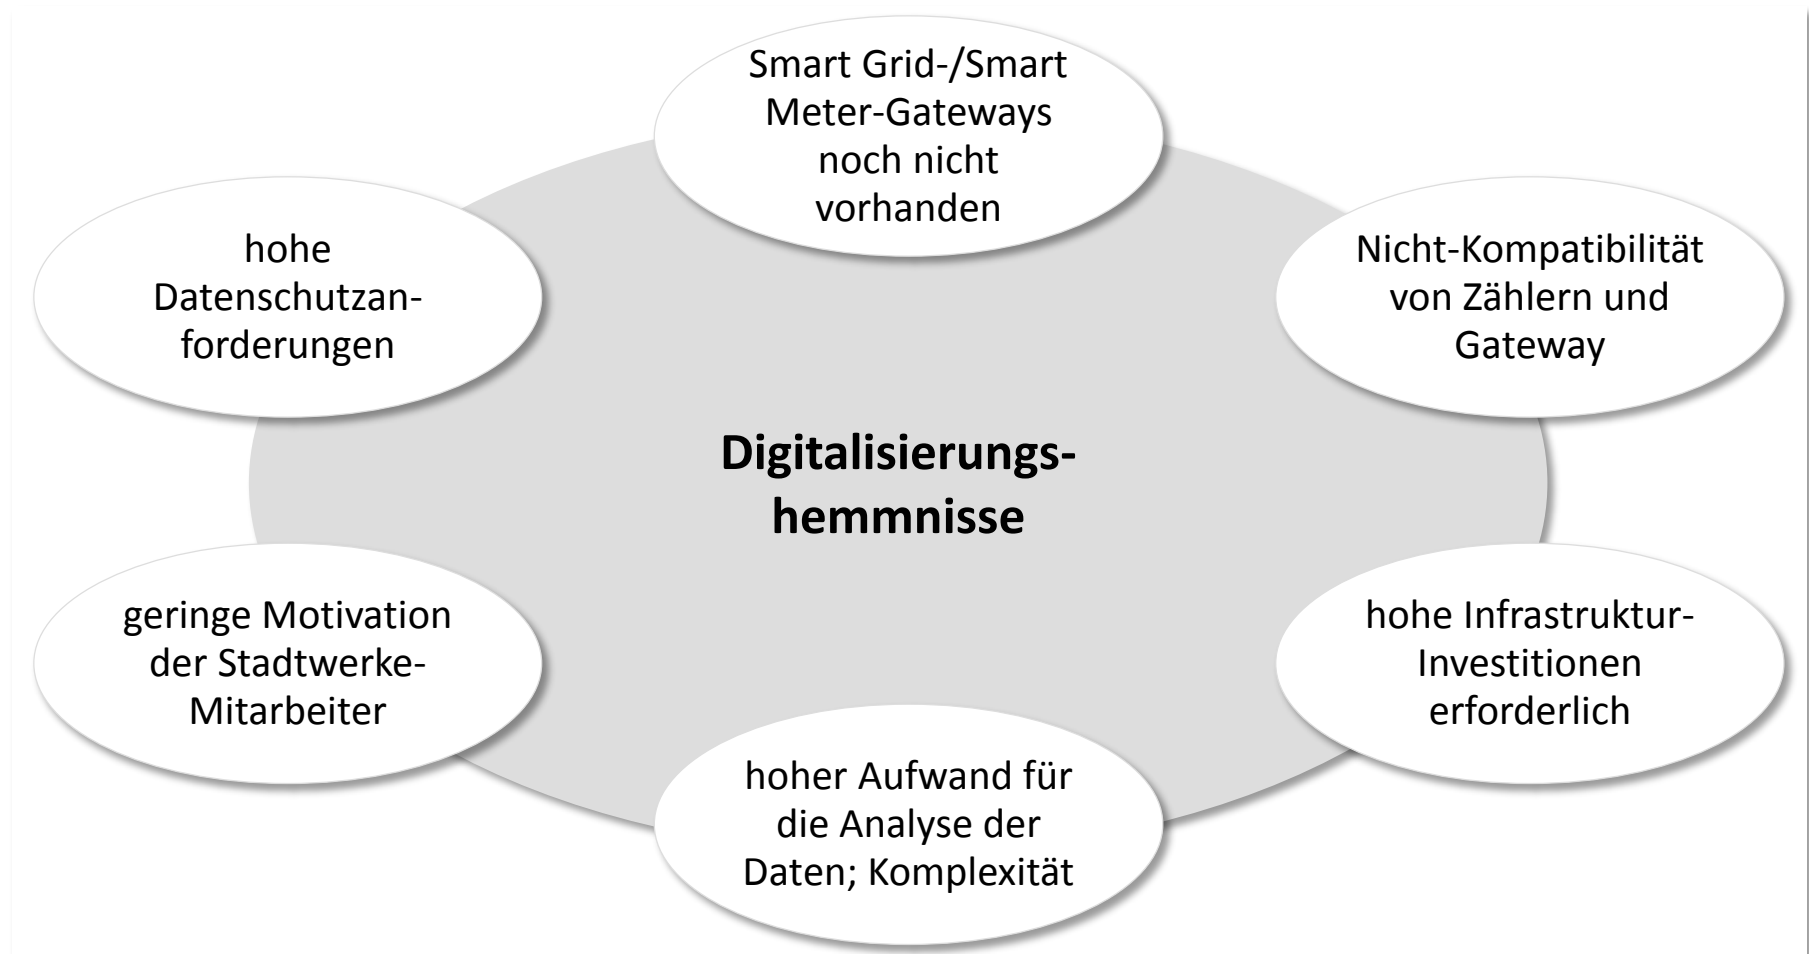 Smart Grid-/Smart
Meter-Gateways
noch nicht
vorhanden
hohe
Datenschutzan-
forderungen
Nicht-Kompatibilität
von Zählern und
Gateway
Digitalisierungs-
hemmnisse
geringe Motivation
der Stadtwerke-
Mitarbeiter
hohe Infrastruktur-
Investitionen
erforderlich
hoher Aufwand für
die Analyse der
Daten; Komplexität